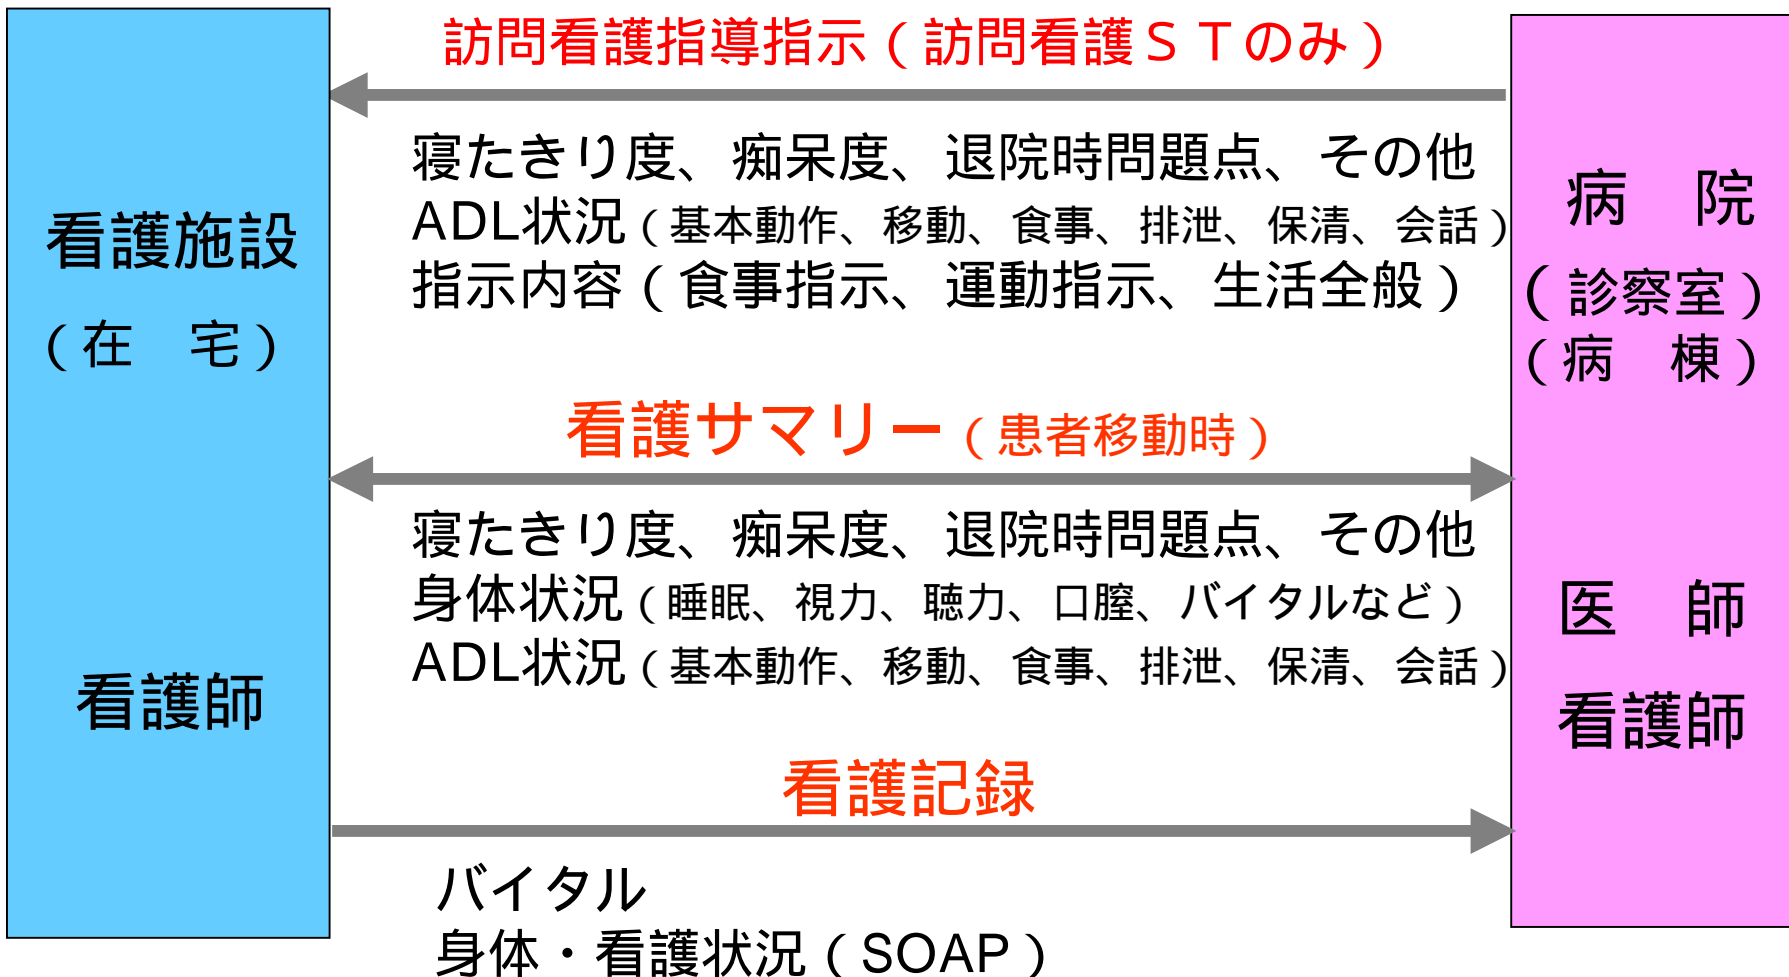 訪問看護指導指示（訪問看護ＳＴのみ）
寝たきり度、痴呆度、退院時問題点、その他
ADL状況（基本動作、移動、食事、排泄、保清、会話）
指示内容（食事指示、運動指示、生活全般）
看護施設
（在　宅）
看護師
病　院
（診察室）
（病　棟）
医　師
看護師
看護サマリー（患者移動時）
寝たきり度、痴呆度、退院時問題点、その他
身体状況（睡眠、視力、聴力、口腔、バイタルなど）
ADL状況（基本動作、移動、食事、排泄、保清、会話）
看護記録
バイタル
身体・看護状況（SOAP）